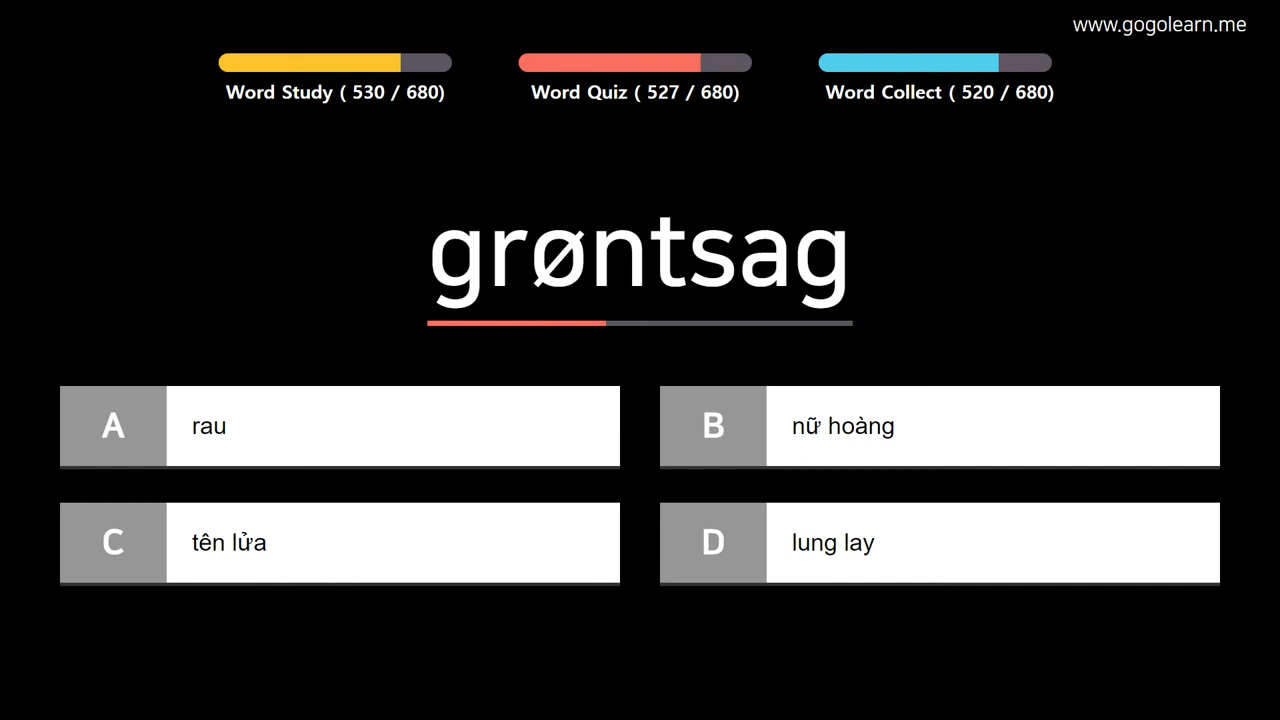 www.gogolearn.me
Word Study ( 530 / 680)
Word Quiz ( 527 / 680)
Word Collect ( 520 / 680)
grøntsag
A rau
B nữ hoàng
C tên lửa
D lung lay